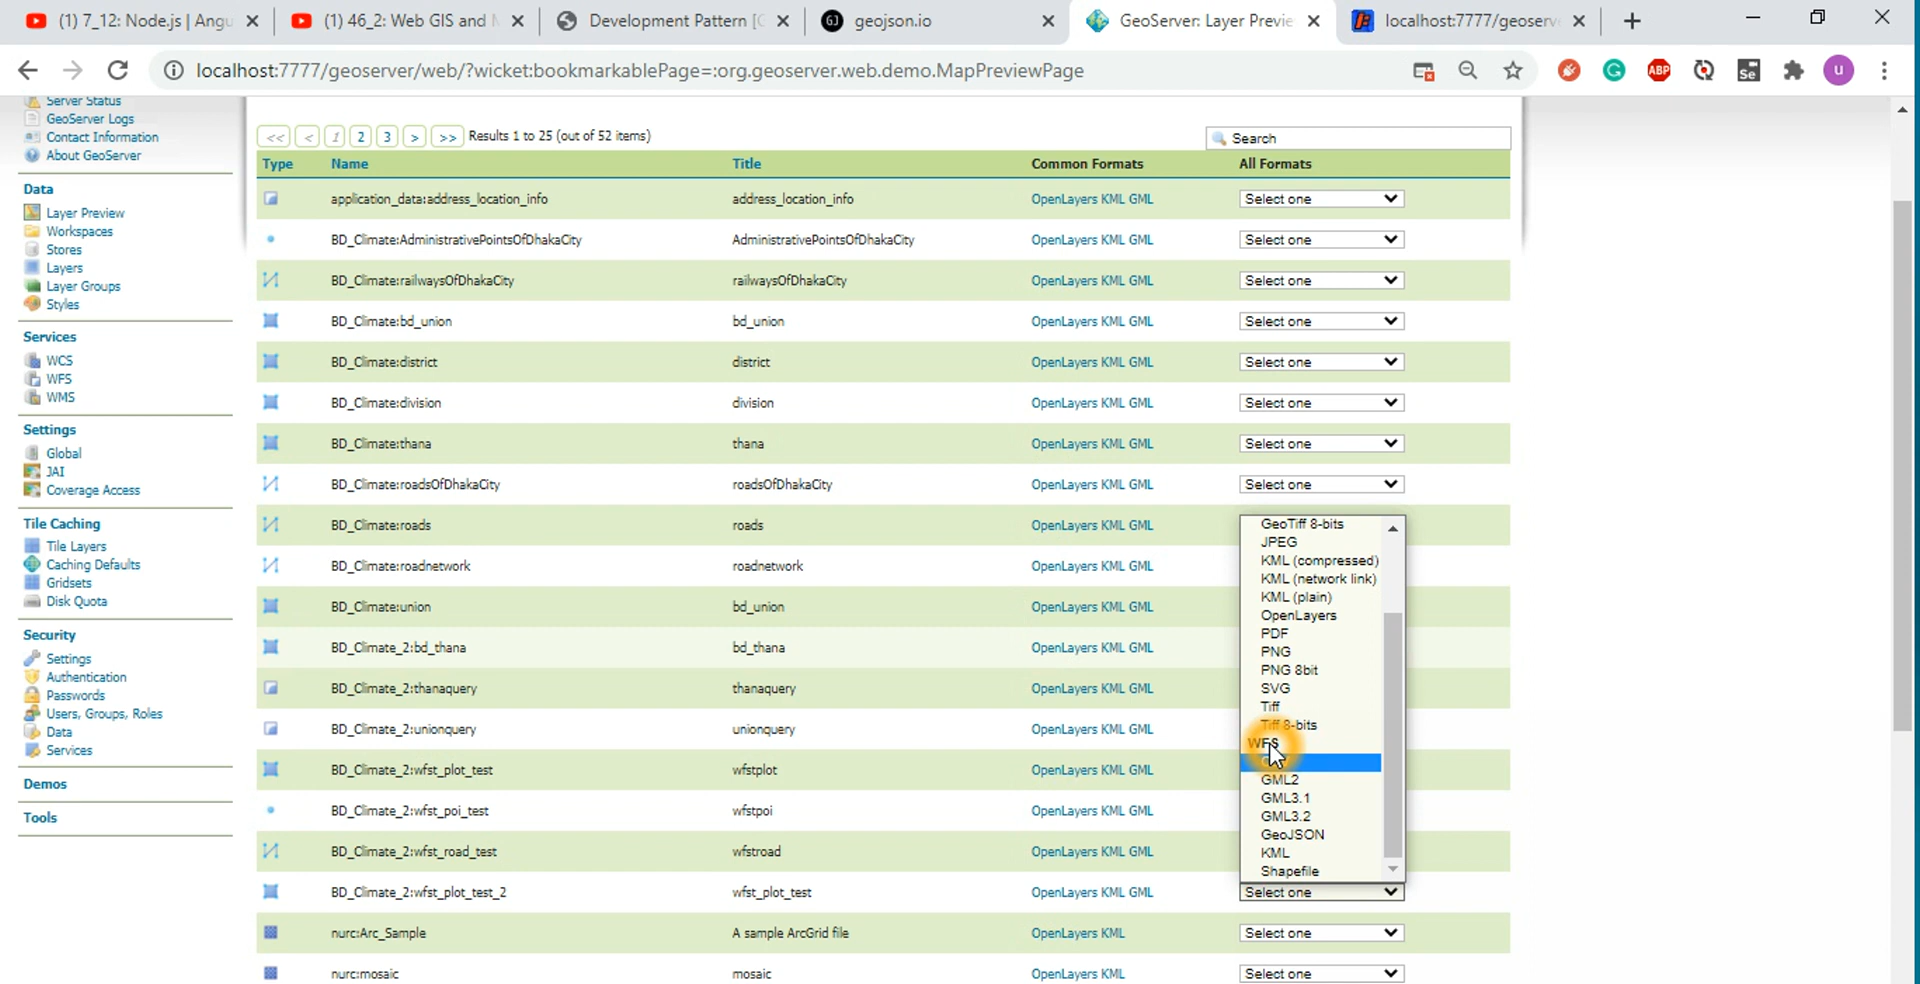 (1) 7_12: Node.js | Angu
(1) 46_2: Web GIS and
Development Pattern [
geojson.io
GeoServer: Layer Previe
localhost:7777/geoserv
localhost:7777/geoserver/web/?wicket:bookmarkablePage=:org.geoserver.web.demo.MapPreviewPage
ABP
Se
u
Server Status
GeoServer Logs
Contact Information
About GeoServer
Data
Layer Preview
Workspaces
Stores
Layers
Layer Groups
Styles
Services
WCS
WFS
WMS
Settings
Global
JAI
Coverage Access
Tile Caching
Tile Layers
Caching Defaults
Gridsets
Disk Quota
Security
Settings
Authentication
Passwords
Users, Groups, Roles
Data
Services
Demos
Tools
<< < 1 2 3 > >> Results 1 to 25 (out of 52 items)
Search
Type Name Title Common Formats All Formats
application_data:address_location_info address_location_info OpenLayers KML GML Select one
BD_Climate:AdministrativePointsOfDhakaCity AdministrativePointsOfDhakaCity OpenLayers KML GML Select one
BD_Climate:railwaysOfDhakaCity railwaysOfDhakaCity OpenLayers KML GML Select one
BD_Climate:bd_union bd_union OpenLayers KML GML Select one
BD_Climate:district district OpenLayers KML GML Select one
BD_Climate:division division OpenLayers KML GML Select one
BD_Climate:thana thana OpenLayers KML GML Select one
BD_Climate:roadsOfDhakaCity roadsOfDhakaCity OpenLayers KML GML Select one
BD_Climate:roads roads OpenLayers KML GML
BD_Climate:roadnetwork roadnetwork OpenLayers KML GML
BD_Climate:union bd_union OpenLayers KML GML
BD_Climate_2:bd_thana bd_thana OpenLayers KML GML
BD_Climate_2:thanaquery thanaquery OpenLayers KML GML
BD_Climate_2:unionquery unionquery OpenLayers KML GML
BD_Climate_2:wfst_plot_test wfstplot OpenLayers KML GML
BD_Climate_2:wfst_poi_test wfstpoi OpenLayers KML GML
BD_Climate_2:wfst_road_test wfstroad OpenLayers KML GML
BD_Climate_2:wfst_plot_test_2 wfst_plot_test OpenLayers KML GML Select one
nurc:Arc_Sample A sample ArcGrid file OpenLayers KML Select one
nurc:mosaic mosaic OpenLayers KML Select one
GeoTiff 8-bits
JPEG
KML (compressed)
KML (network link)
KML (plain)
OpenLayers
PDF
PNG
PNG 8bit
SVG
Tiff
Tiff 8-bits
WFS
GML2
GML3.1
GML3.2
GeoJSON
KML
Shapefile